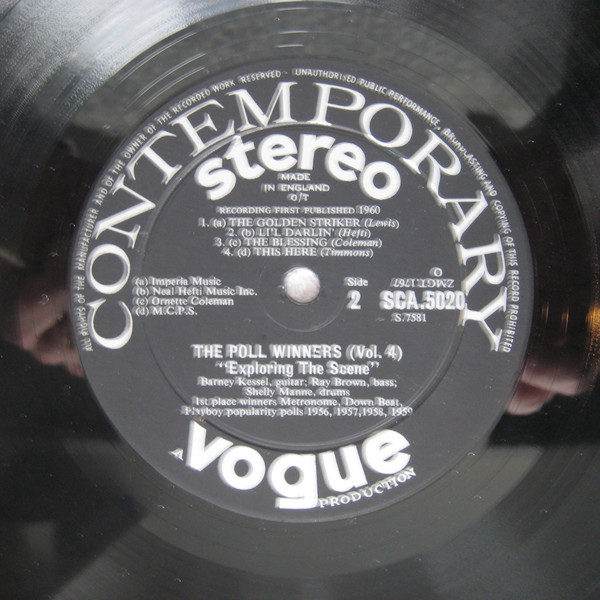 ALL RIGHTS OF THE MANUFACTURER AND OF THE OWNER OF THE RECORDED WORK RESERVED · UNAUTHORISED PUBLIC PERFORMANCE, BROADCASTING AND COPYING OF THIS RECORD PROHIBITED
CONTEMPORARY
stereo
MADE
IN ENGLAND
O/T
RECORDING FIRST PUBLISHED 1960
1. (a) THE GOLDEN STRIKER (Lewis)
2. (b) LI'L DARLIN' (Hefti)
3. (c) THE BLESSING (Coleman)
4. (d) THIS HERE (Timmons)
(a) Imperia Music
(b) Neal Hefti Music Inc.
(c) Ornette Coleman
(d) M.C.P.S.
Side
2
SCA.5020
S.7581
THE POLL WINNERS (Vol. 4)
"Exploring The Scene"
Barney Kessel, guitar; Ray Brown, bass;
Shelly Manne, drums
1st place winners Metronome, Down Beat,
Playboy popularity polls 1956, 1957, 1958, 1959
A vogue PRODUCTION